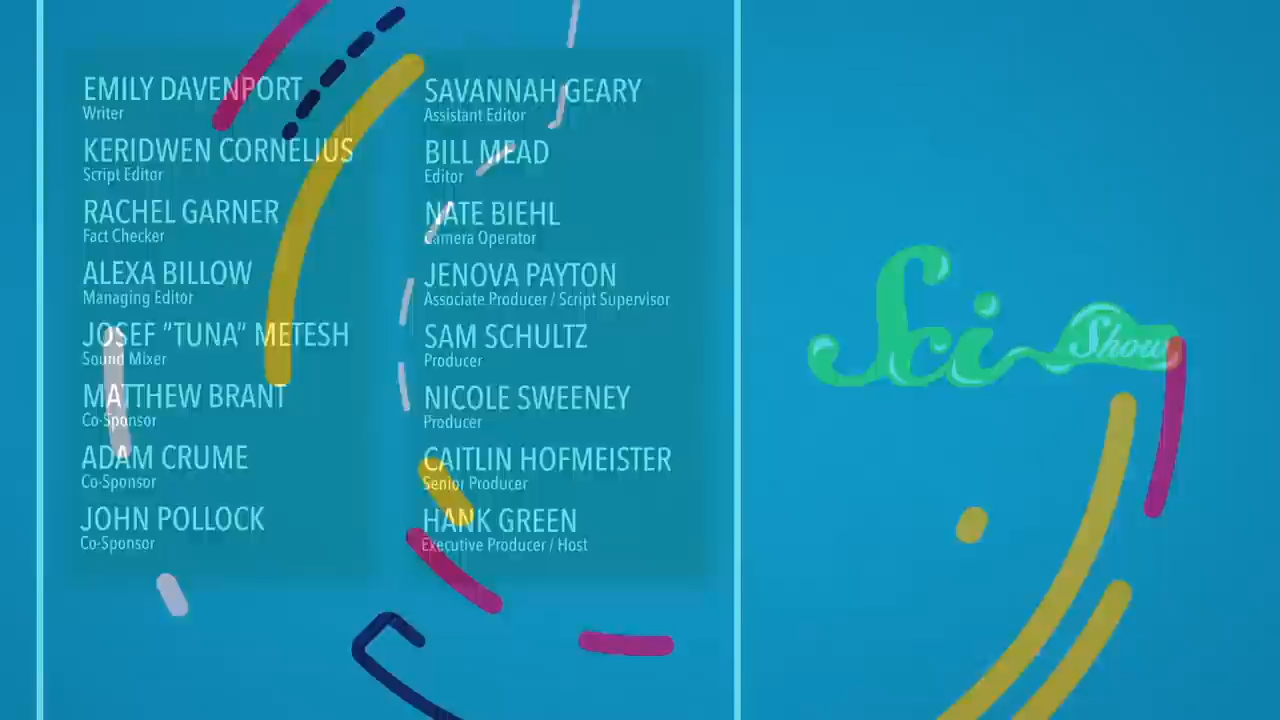 EMILY DAVENPORT
Writer
KERIDWEN CORNELIUS
Script Editor
RACHEL GARNER
Fact Checker
ALEXA BILLOW
Managing Editor
JOSEF "TUNA" METESH
Sound Mixer
MATTHEW BRANT
Co-Sponsor
ADAM CRUME
Co-Sponsor
JOHN POLLOCK
Co-Sponsor
SAVANNAH GEARY
Assistant Editor
BILL MEAD
Editor
NATE BIEHL
Camera Operator
JENOVA PAYTON
Associate Producer / Script Supervisor
SAM SCHULTZ
Producer
NICOLE SWEENEY
Producer
CAITLIN HOFMEISTER
Senior Producer
HANK GREEN
Executive Producer / Host
Sci Show